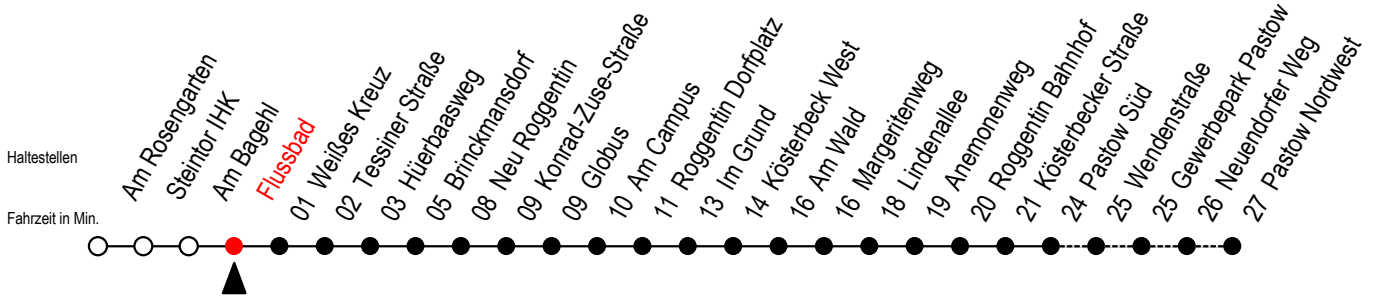 Haltestellen
Fahrzeit in Min.
Am Rosengarten
Steintor IHK
Am Bagehl
Flussbad
01 Weißes Kreuz
02 Tessiner Straße
03 Hüerbaasweg
05 Brinckmansdorf
08 Neu Roggentin
09 Konrad-Zuse-Straße
09 Globus
10 Am Campus
11 Roggentin Dorfplatz
13 Im Grund
14 Kösterbeck West
16 Am Wald
16 Margeritenweg
18 Lindenallee
19 Anemonenweg
20 Roggentin Bahnhof
21 Kösterbecker Straße
24 Pastow Süd
25 Wendenstraße
25 Gewerbepark Pastow
26 Neuendorfer Weg
27 Pastow Nordwest